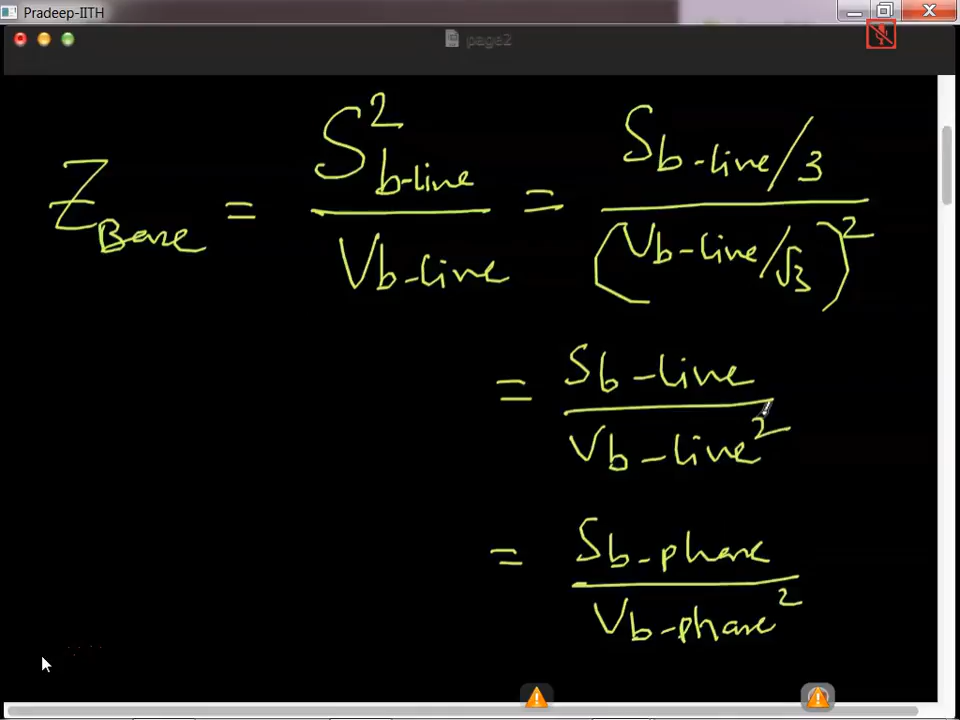 Pradeep-IITH
page2
Z_Base = S²_b-line / V_b-line = (S_b-line/3) / (V_b-line/√3)²
= S_b-line / V_b-line²
= S_b-phase / V_b-phase²